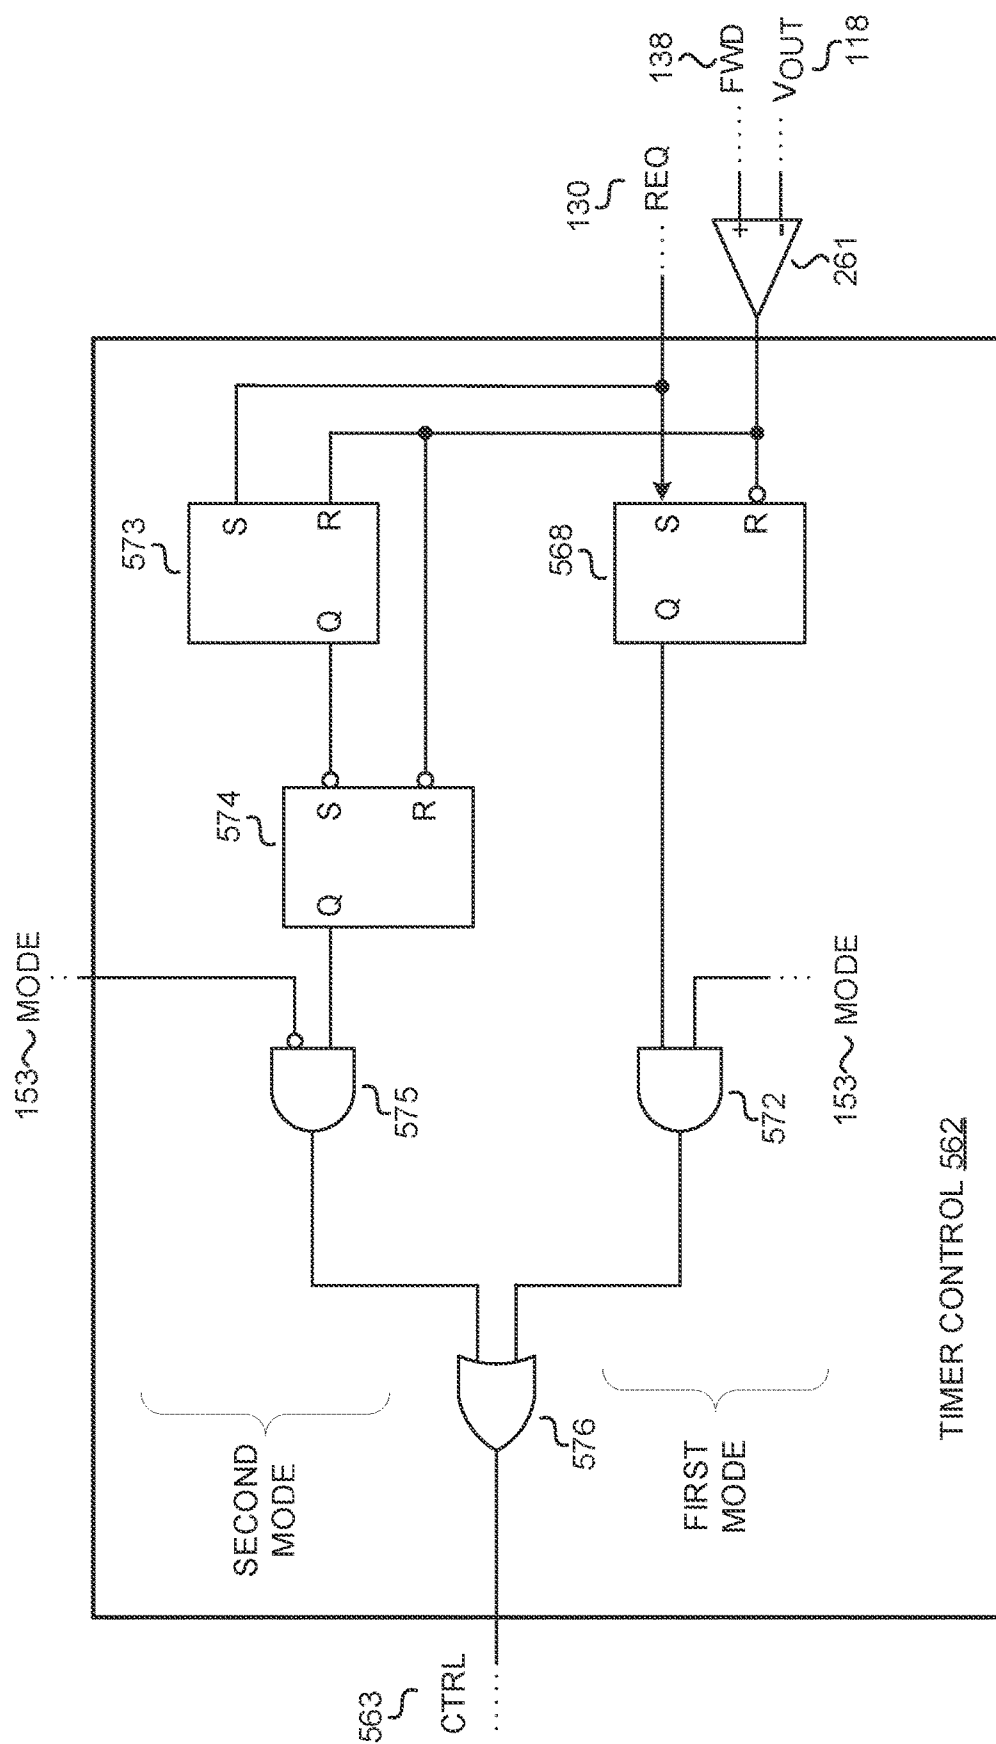 563
CTRL
SECOND
MODE
FIRST
MODE
TIMER CONTROL 562
576
153 MODE
575
572
153 MODE
574
Q
S
R
573
Q
S
R
568
Q
S
R
130
REQ
261
+
-
138
FWD
VOUT
118